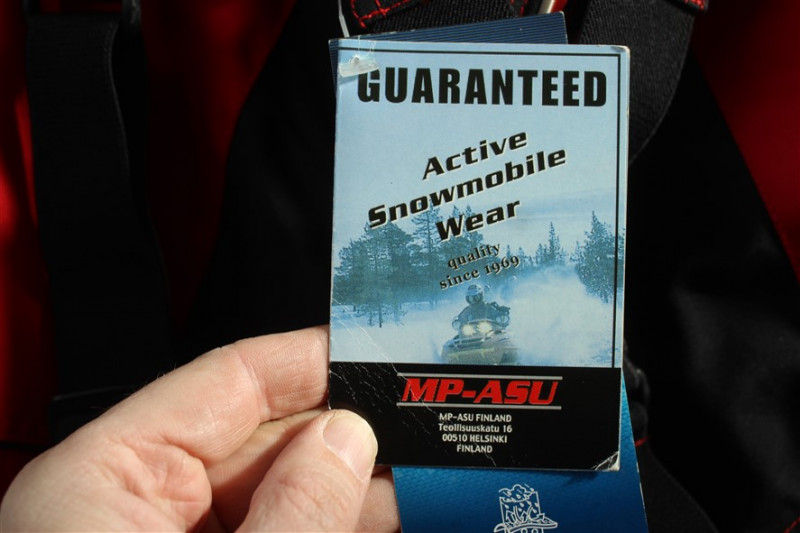 GUARANTEED
Active
Snowmobile
Wear
quality
since 1969
MP-ASU
MP-ASU FINLAND
Teollisuuskatu 16
00510 HELSINKI
FINLAND